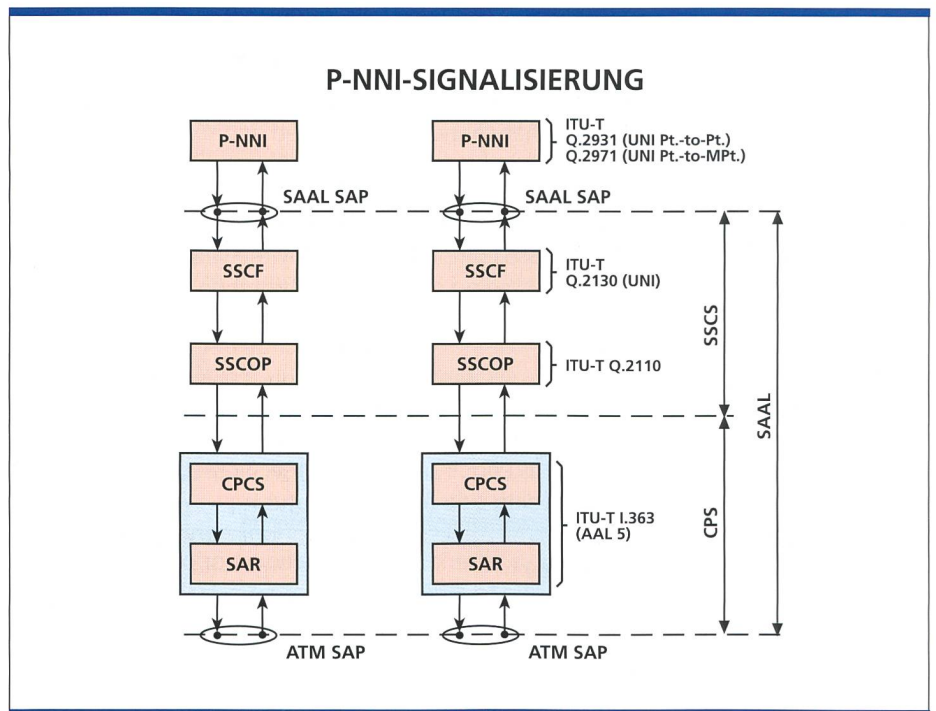 P-NNI-SIGNALISIERUNG
P-NNI
P-NNI
ITU-T
Q.2931 (UNI Pt.-to-Pt.)
Q.2971 (UNI Pt.-to-MPt.)
SAAL SAP
SAAL SAP
SSCF
SSCF
ITU-T
Q.2130 (UNI)
SSCS
SSCOP
SSCOP
ITU-T Q.2110
SAAL
CPCS
CPCS
ITU-T I.363
(AAL 5)
CPS
SAR
SAR
ATM SAP
ATM SAP